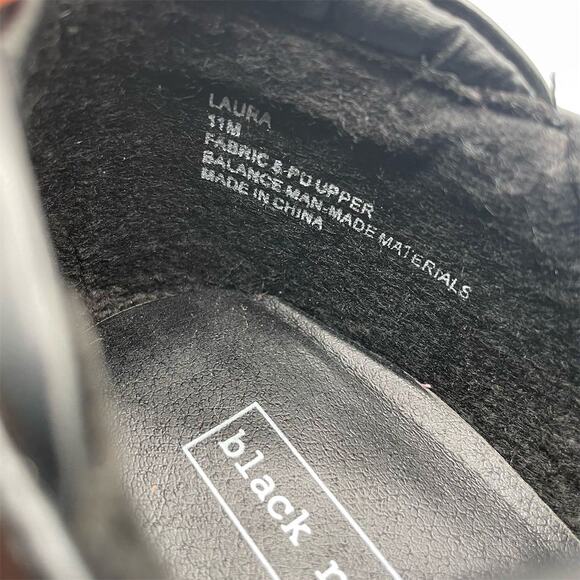 LAURA
11M
FABRIC & PU UPPER
BALANCE MAN-MADE MATERIALS
MADE IN CHINA
black